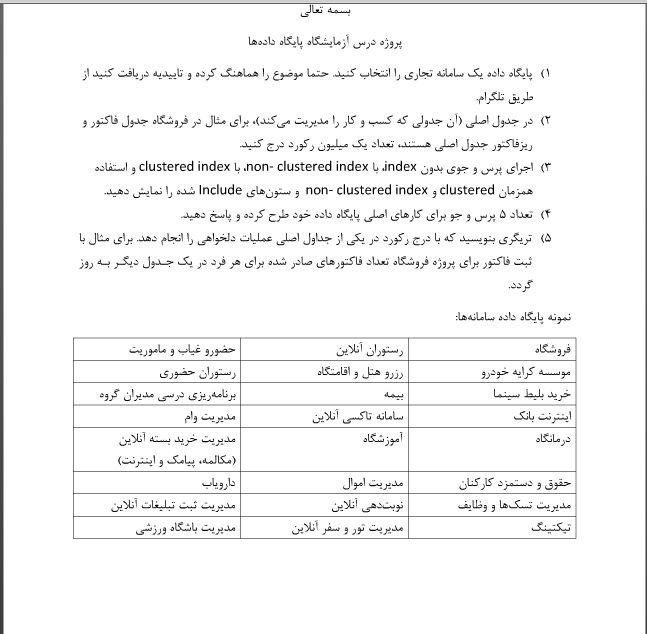 بسمه تعالی
پروژه درس آزمایشگاه پایگاه داده‌ها
۱) پایگاه داده یک سامانه تجاری را انتخاب کنید. حتما موضوع را هماهنگ کرده و تاییدیه دریافت کنید از
طریق تلگرام.
۲) در جدول اصلی (آن جدولی که کسب و کار را مدیریت می‌کند)، برای مثال در فروشگاه جدول فاکتور و
ریزفاکتور جدول اصلی هستند، تعداد یک میلیون رکورد درج کنید.
۳) اجرای پرس و جوی بدون index، با non- clustered index، با clustered index و استفاده
همزمان clustered و non- clustered index و ستون‌های Include شده را نمایش دهید.
۴) تعداد ۵ پرس و جو برای کارهای اصلی پایگاه داده خود طرح کرده و پاسخ دهید.
۵) تریگری بنویسید که با درج رکورد در یکی از جداول اصلی عملیات دلخواهی را انجام دهد. برای مثال با
ثبت فاکتور برای پروژه فروشگاه تعداد فاکتورهای صادر شده برای هر فرد در یک جدول دیگر به روز
گردد.
نمونه پایگاه داده سامانه‌ها:
فروشگاه رستوران آنلاین حضورو غیاب و ماموریت
موسسه کرایه خودرو رزرو هتل و اقامتگاه رستوران حضوری
خرید بلیط سینما بیمه برنامه‌ریزی درسی مدیران گروه
اینترنت بانک سامانه تاکسی آنلاین مدیریت وام
درمانگاه آموزشگاه مدیریت خرید بسته آنلاین
(مکالمه، پیامک و اینترنت)
حقوق و دستمزد کارکنان مدیریت اموال دارویاب
مدیریت تسک‌ها و وظایف نوبت‌دهی آنلاین مدیریت ثبت تبلیغات آنلاین
تیکتینگ مدیریت تور و سفر آنلاین مدیریت باشگاه ورزشی